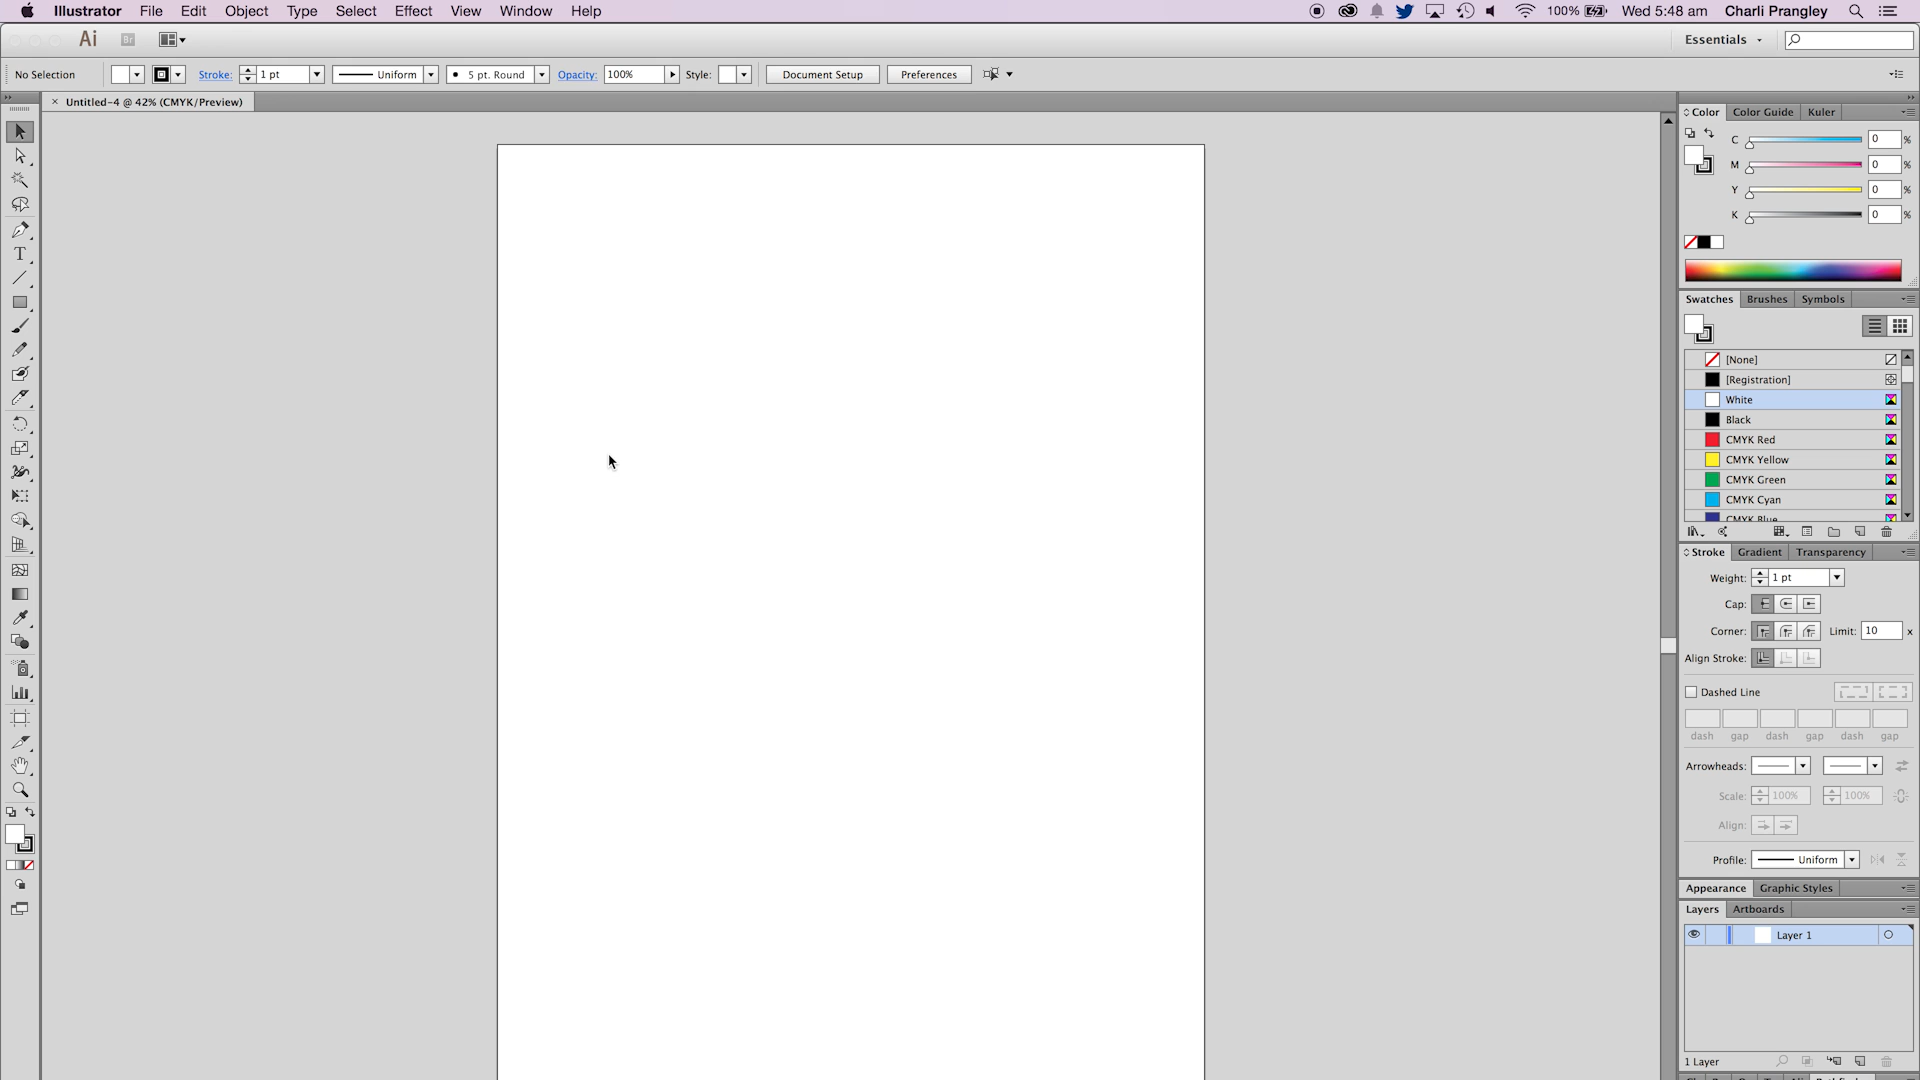 Illustrator File Edit Object Type Select Effect View Window Help 100% Wed 5:48 am Charli Prangley
Ai Br Essentials
No Selection Stroke: 1 pt Uniform 5 pt. Round Opacity: 100% Style: Document Setup Preferences
× Untitled-4 @ 42% (CMYK/Preview)
Color Color Guide Kuler
C 0 %
M 0 %
Y 0 %
K 0 %
Swatches Brushes Symbols
[None]
[Registration]
White
Black
CMYK Red
CMYK Yellow
CMYK Green
CMYK Cyan
CMYK Blue
Stroke Gradient Transparency
Weight: 1 pt
Cap:
Corner: Limit: 10 x
Align Stroke:
Dashed Line
dash gap dash gap dash gap
Arrowheads:
Scale: 100% 100%
Align:
Profile: Uniform
Appearance Graphic Styles
Layers Artboards
Layer 1
1 Layer